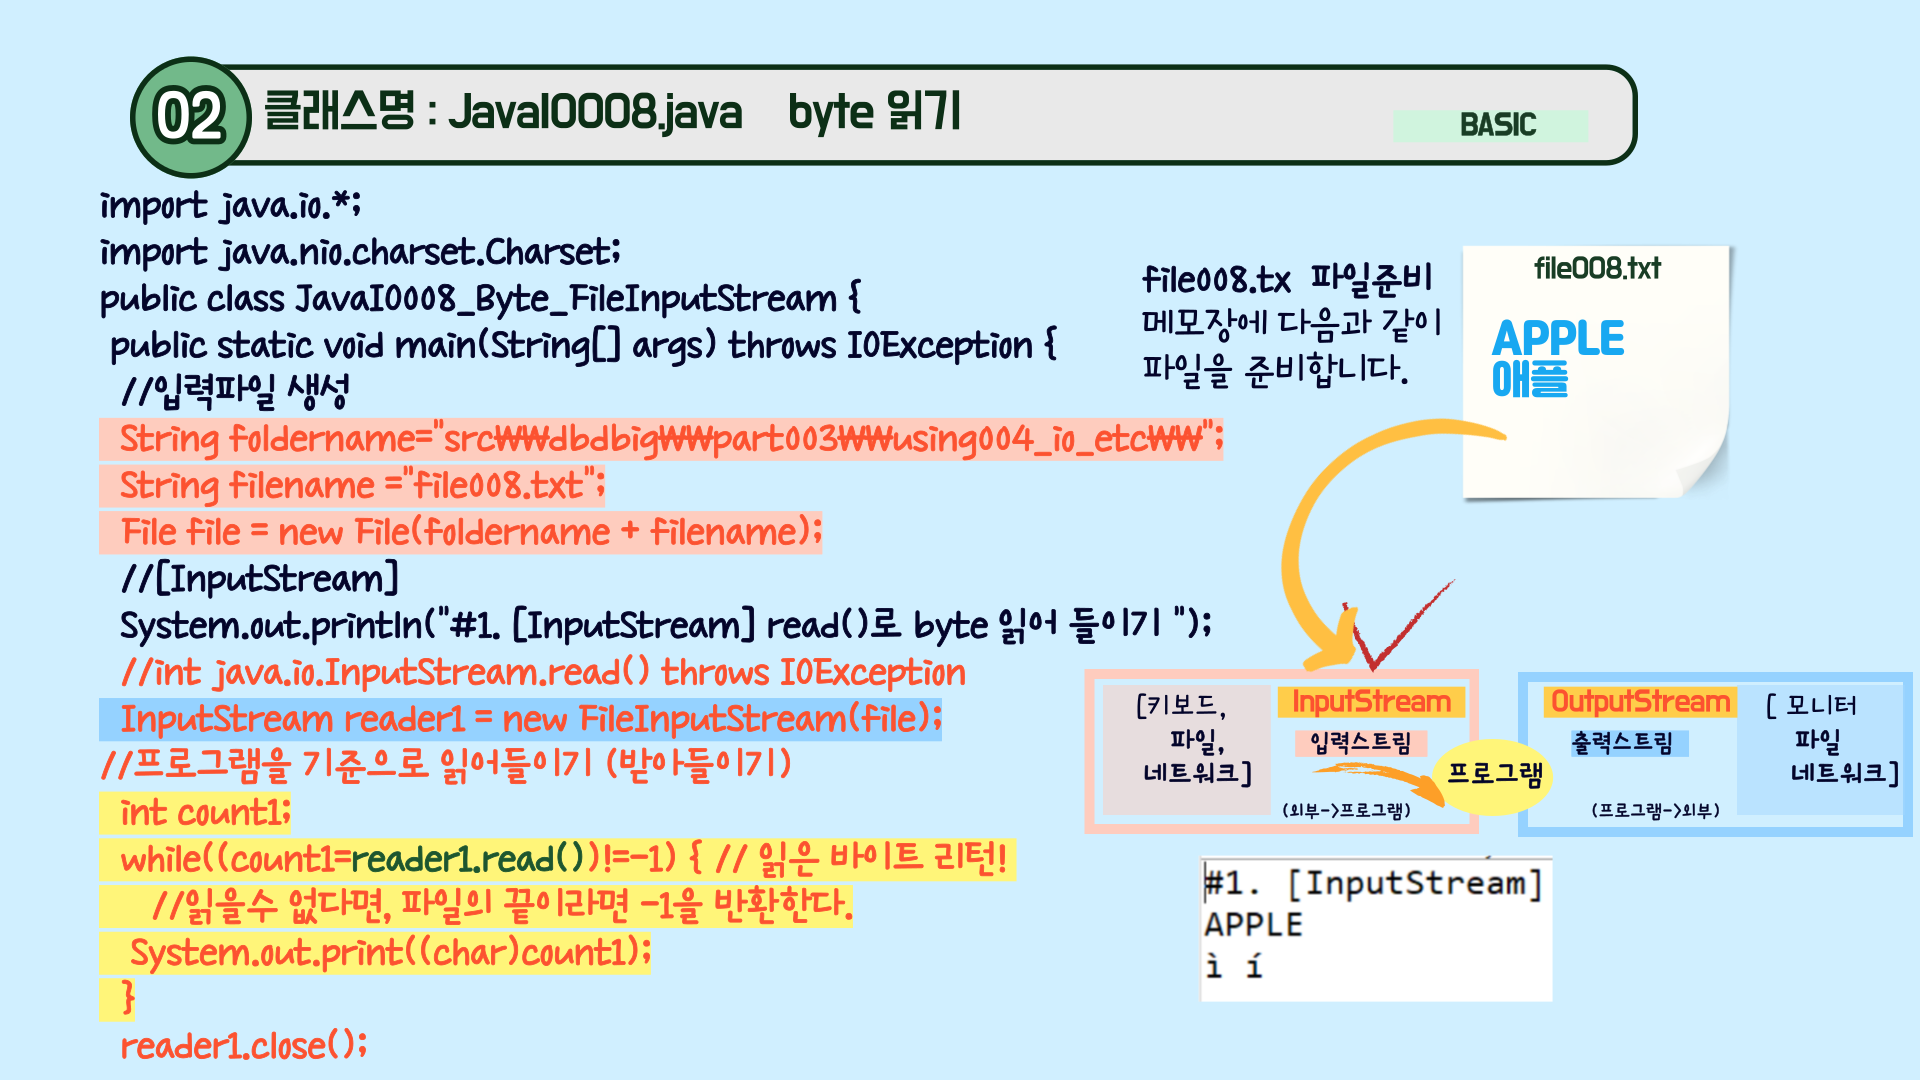 02
클래스명 : JavaIO008.java    byte 읽기
BASIC
import java.io.*;
import java.nio.charset.Charset;
public class JavaIO008_Byte_FileInputStream {
public static void main(String[] args) throws IOException {
//입력파일 생성
String foldername="src₩₩dbdbig₩₩part003₩₩using004_io_etc₩₩";
String filename ="file008.txt";
File file = new File(foldername + filename);
//[InputStream]
System.out.println("#1. [InputStream] read()로 byte 읽어 들이기 ");
//int java.io.InputStream.read() throws IOException
InputStream reader1 = new FileInputStream(file);
//프로그램을 기준으로 읽어들이기 (받아들이기)
int count1;
while((count1=reader1.read())!=-1) { // 읽은 바이트 리턴!
//읽을수 없다면, 파일의 끝이라면 -1을 반환한다.
System.out.print((char)count1);
}
reader1.close();
file008.tx  파일준비
메모장에 다음과 같이
파일을 준비합니다.
file008.txt
APPLE
애플
[키보드,
파일,
네트워크]
InputStream
입력스트림
(외부->프로그램)
프로그램
OutputStream
출력스트림
(프로그램->외부)
[ 모니터
파일
네트워크]
#1. [InputStream]
APPLE
ì í